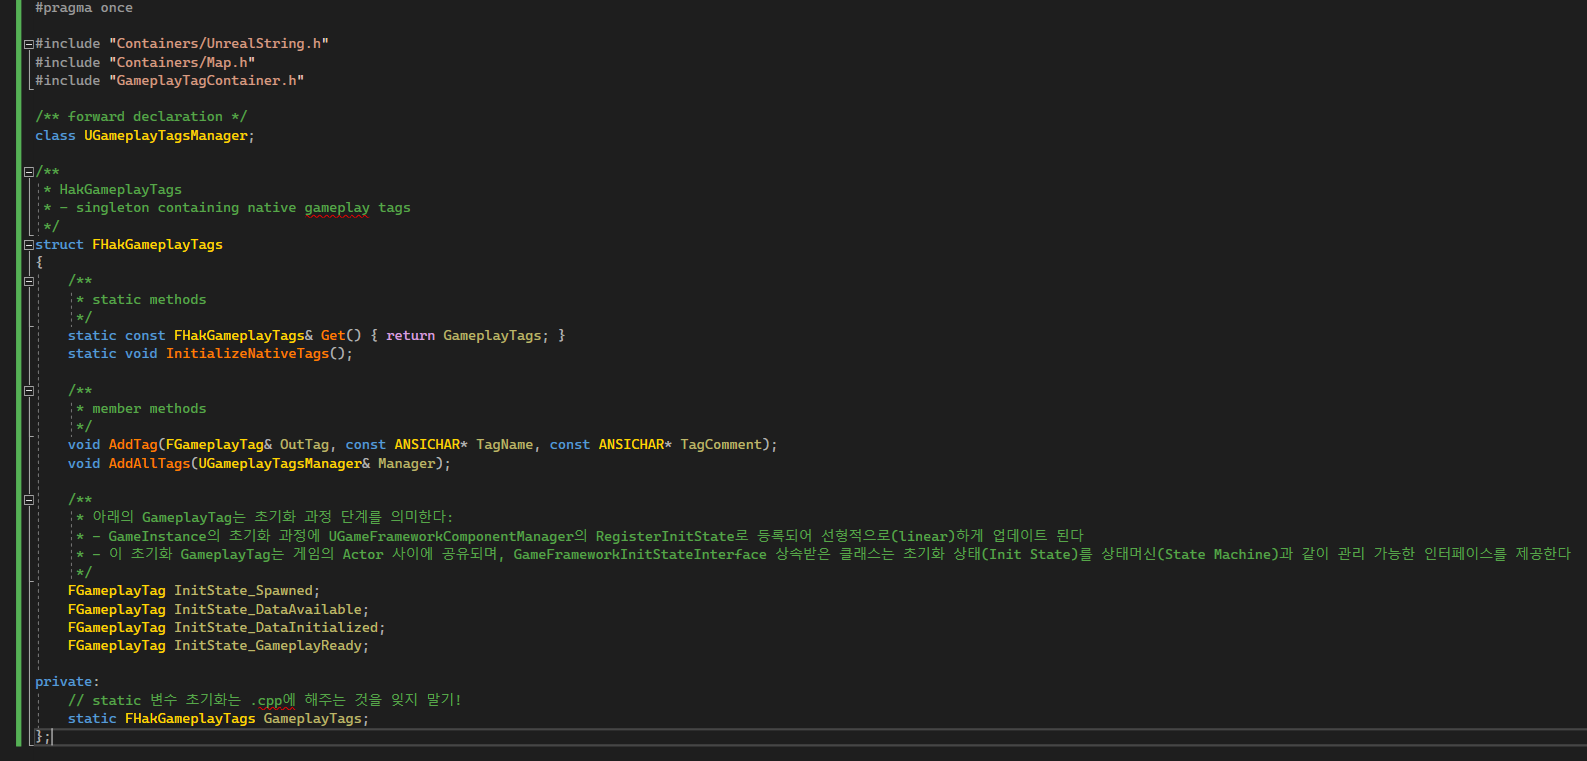 #pragma once
#include "Containers/UnrealString.h"
#include "Containers/Map.h"
#include "GameplayTagContainer.h"
/** forward declaration */
class UGameplayTagsManager;
/**
* HakGameplayTags
* - singleton containing native gameplay tags
*/
struct FHakGameplayTags
{
/**
* static methods
*/
static const FHakGameplayTags& Get() { return GameplayTags; }
static void InitializeNativeTags();
/**
* member methods
*/
void AddTag(FGameplayTag& OutTag, const ANSICHAR* TagName, const ANSICHAR* TagComment);
void AddAllTags(UGameplayTagsManager& Manager);
/**
* 아래의 GameplayTag는 초기화 과정 단계를 의미한다:
* - GameInstance의 초기화 과정에 UGameFrameworkComponentManager의 RegisterInitState로 등록되어 선형적으로(linear)하게 업데이트 된다
* - 이 초기화 GameplayTag는 게임의 Actor 사이에 공유되며, GameFrameworkInitStateInterface 상속받은 클래스는 초기화 상태(Init State)를 상태머신(State Machine)과 같이 관리 가능한 인터페이스를 제공한다
*/
FGameplayTag InitState_Spawned;
FGameplayTag InitState_DataAvailable;
FGameplayTag InitState_DataInitialized;
FGameplayTag InitState_GameplayReady;
private:
// static 변수 초기화는 .cpp에 해주는 것을 잊지 말기!
static FHakGameplayTags GameplayTags;
};